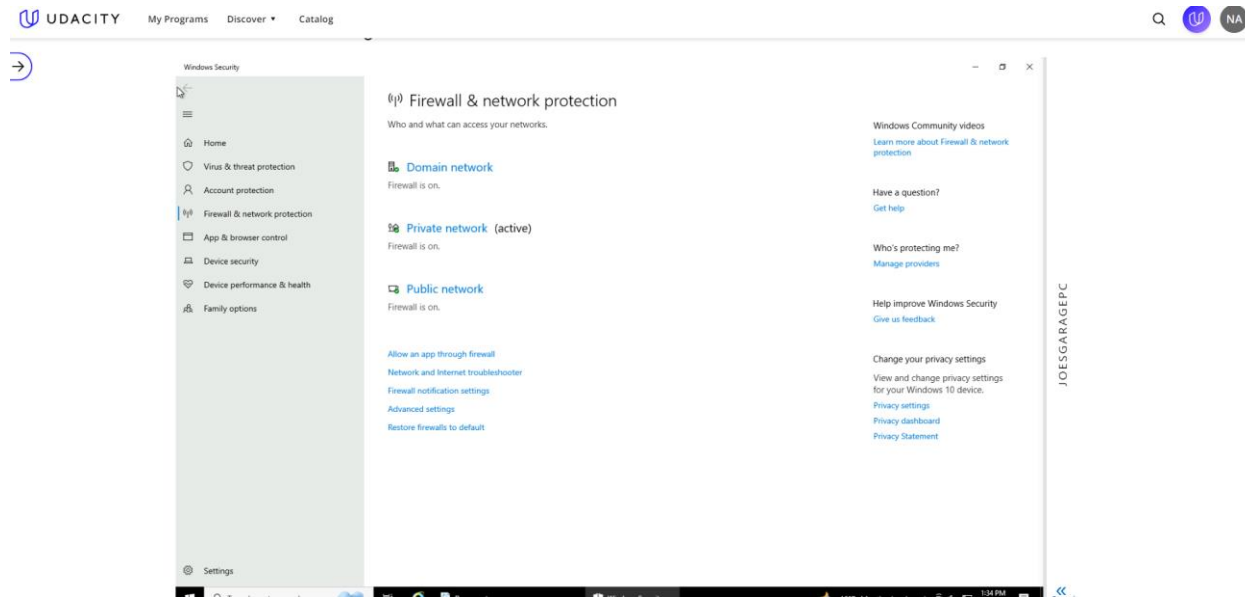 UDACITY
My Programs
Discover
Catalog
NA
Windows Security
Home
Virus & threat protection
Account protection
Firewall & network protection
App & browser control
Device security
Device performance & health
Family options
Settings
Firewall & network protection
Who and what can access your networks.
Domain network
Firewall is on.
Private network (active)
Firewall is on.
Public network
Firewall is on.
Allow an app through firewall
Network and Internet troubleshooter
Firewall notification settings
Advanced settings
Restore firewalls to default
Windows Community videos
Learn more about Firewall & network
protection
Have a question?
Get help
Who's protecting me?
Manage providers
Help improve Windows Security
Give us feedback
Change your privacy settings
View and change privacy settings
for your Windows 10 device.
Privacy settings
Privacy dashboard
Privacy Statement
JOESGARAGEPC
1:34 PM